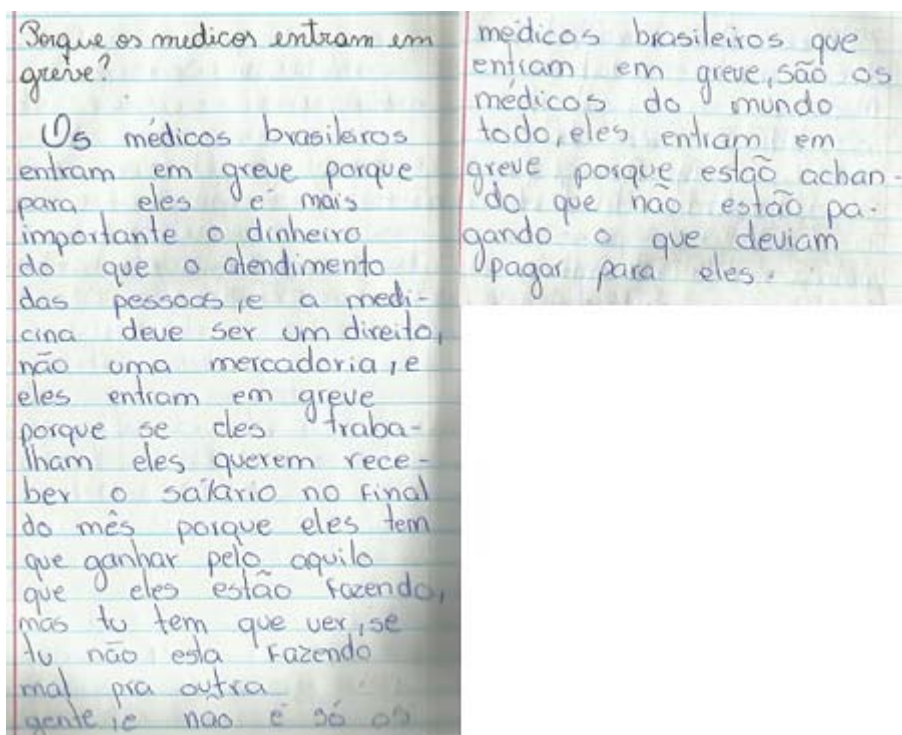 Porque os medicos entram em
greve?
Os médicos brasileiros
entram em greve porque
para eles é mais
importante o dinheiro
do que o atendimento
das pessoas, e a medi-
cina deve ser um direito,
não uma mercadoria, e
eles entram em greve
porque se eles traba-
lham eles querem rece-
ber o salário no final
do mês porque eles tem
que ganhar pelo aquilo
que eles estão fazendo,
mas tu tem que ver, se
tu não esta fazendo
mal pra outra
gente, e não é só os
médicos brasileiros que
entram em greve, são os
médicos do mundo
todo, eles entram em
greve porque estão achan-
do que não estão pa-
gando o que deviam
pagar para eles.